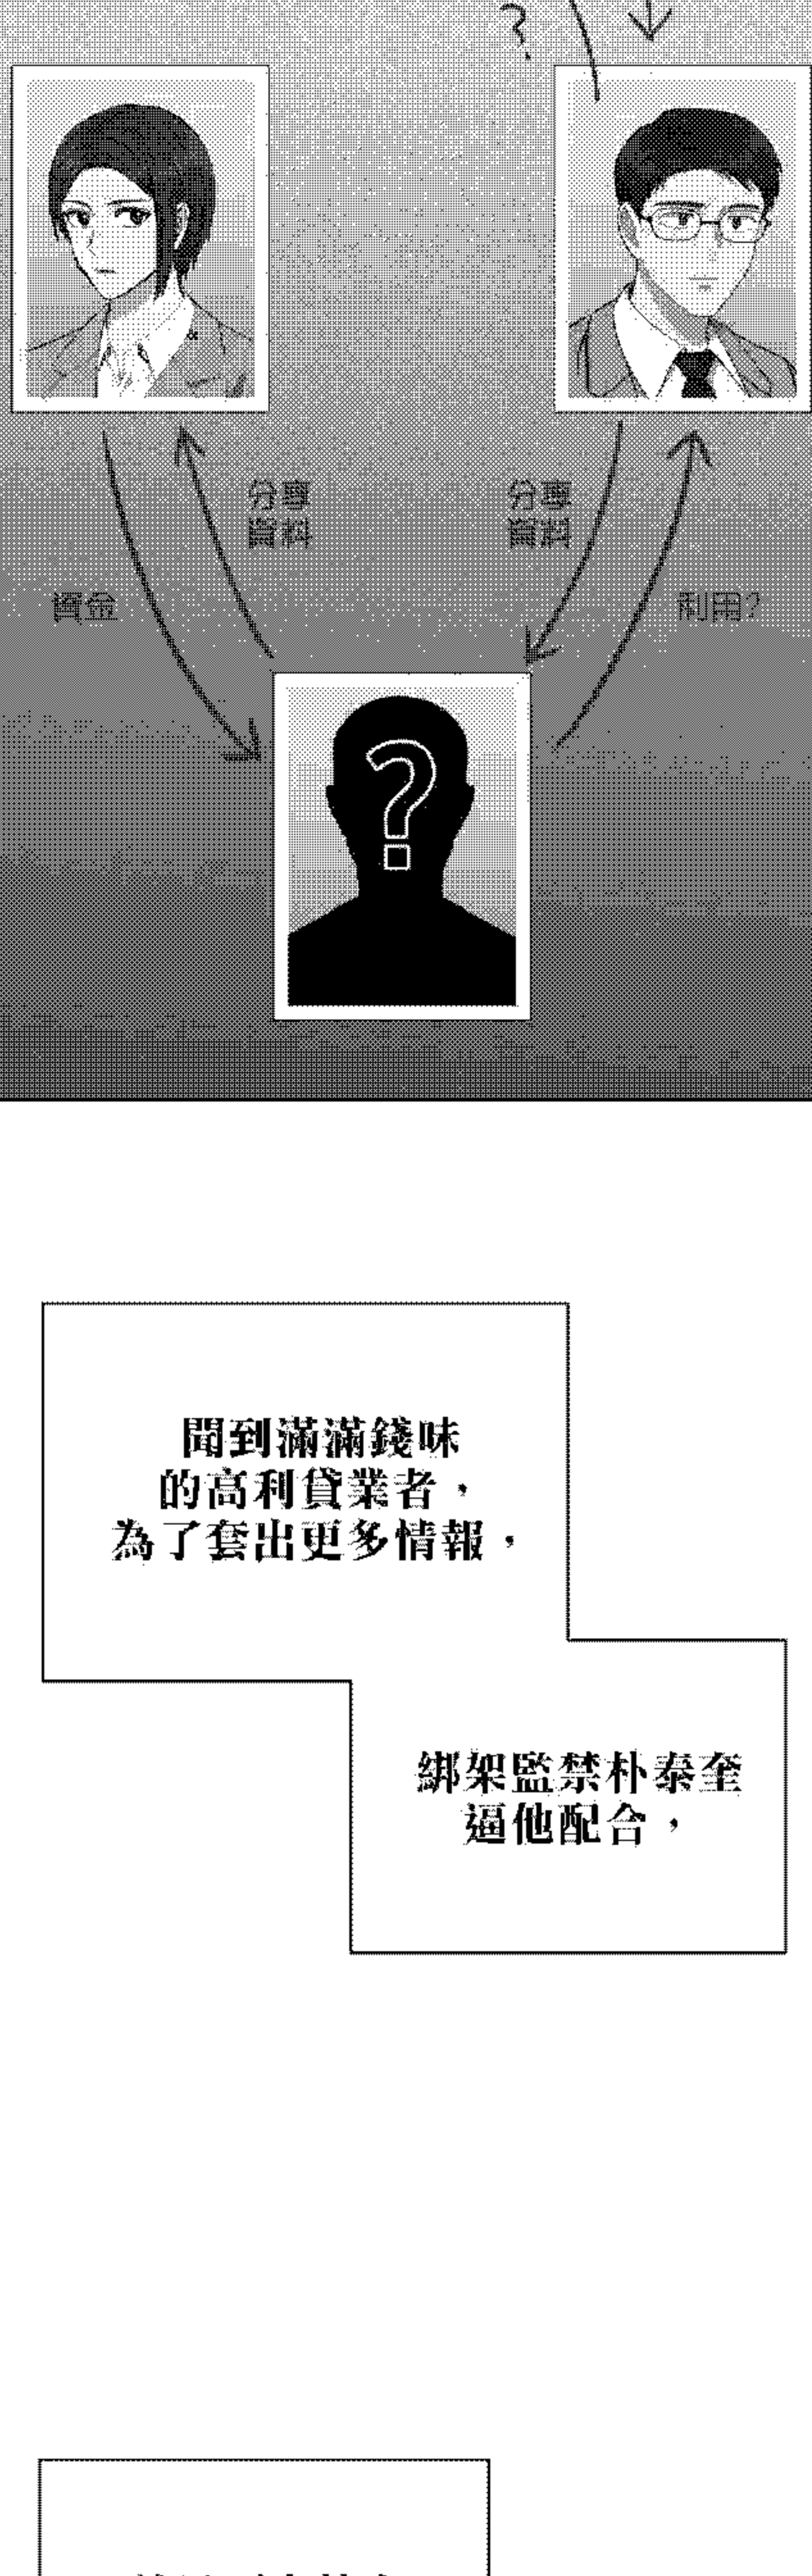 ?
分享
資料
分享
資料
資金
利用?
?
聞到滿滿錢味
的高利貸業者，
為了套出更多情報，
綁架監禁朴泰奎
逼他配合，